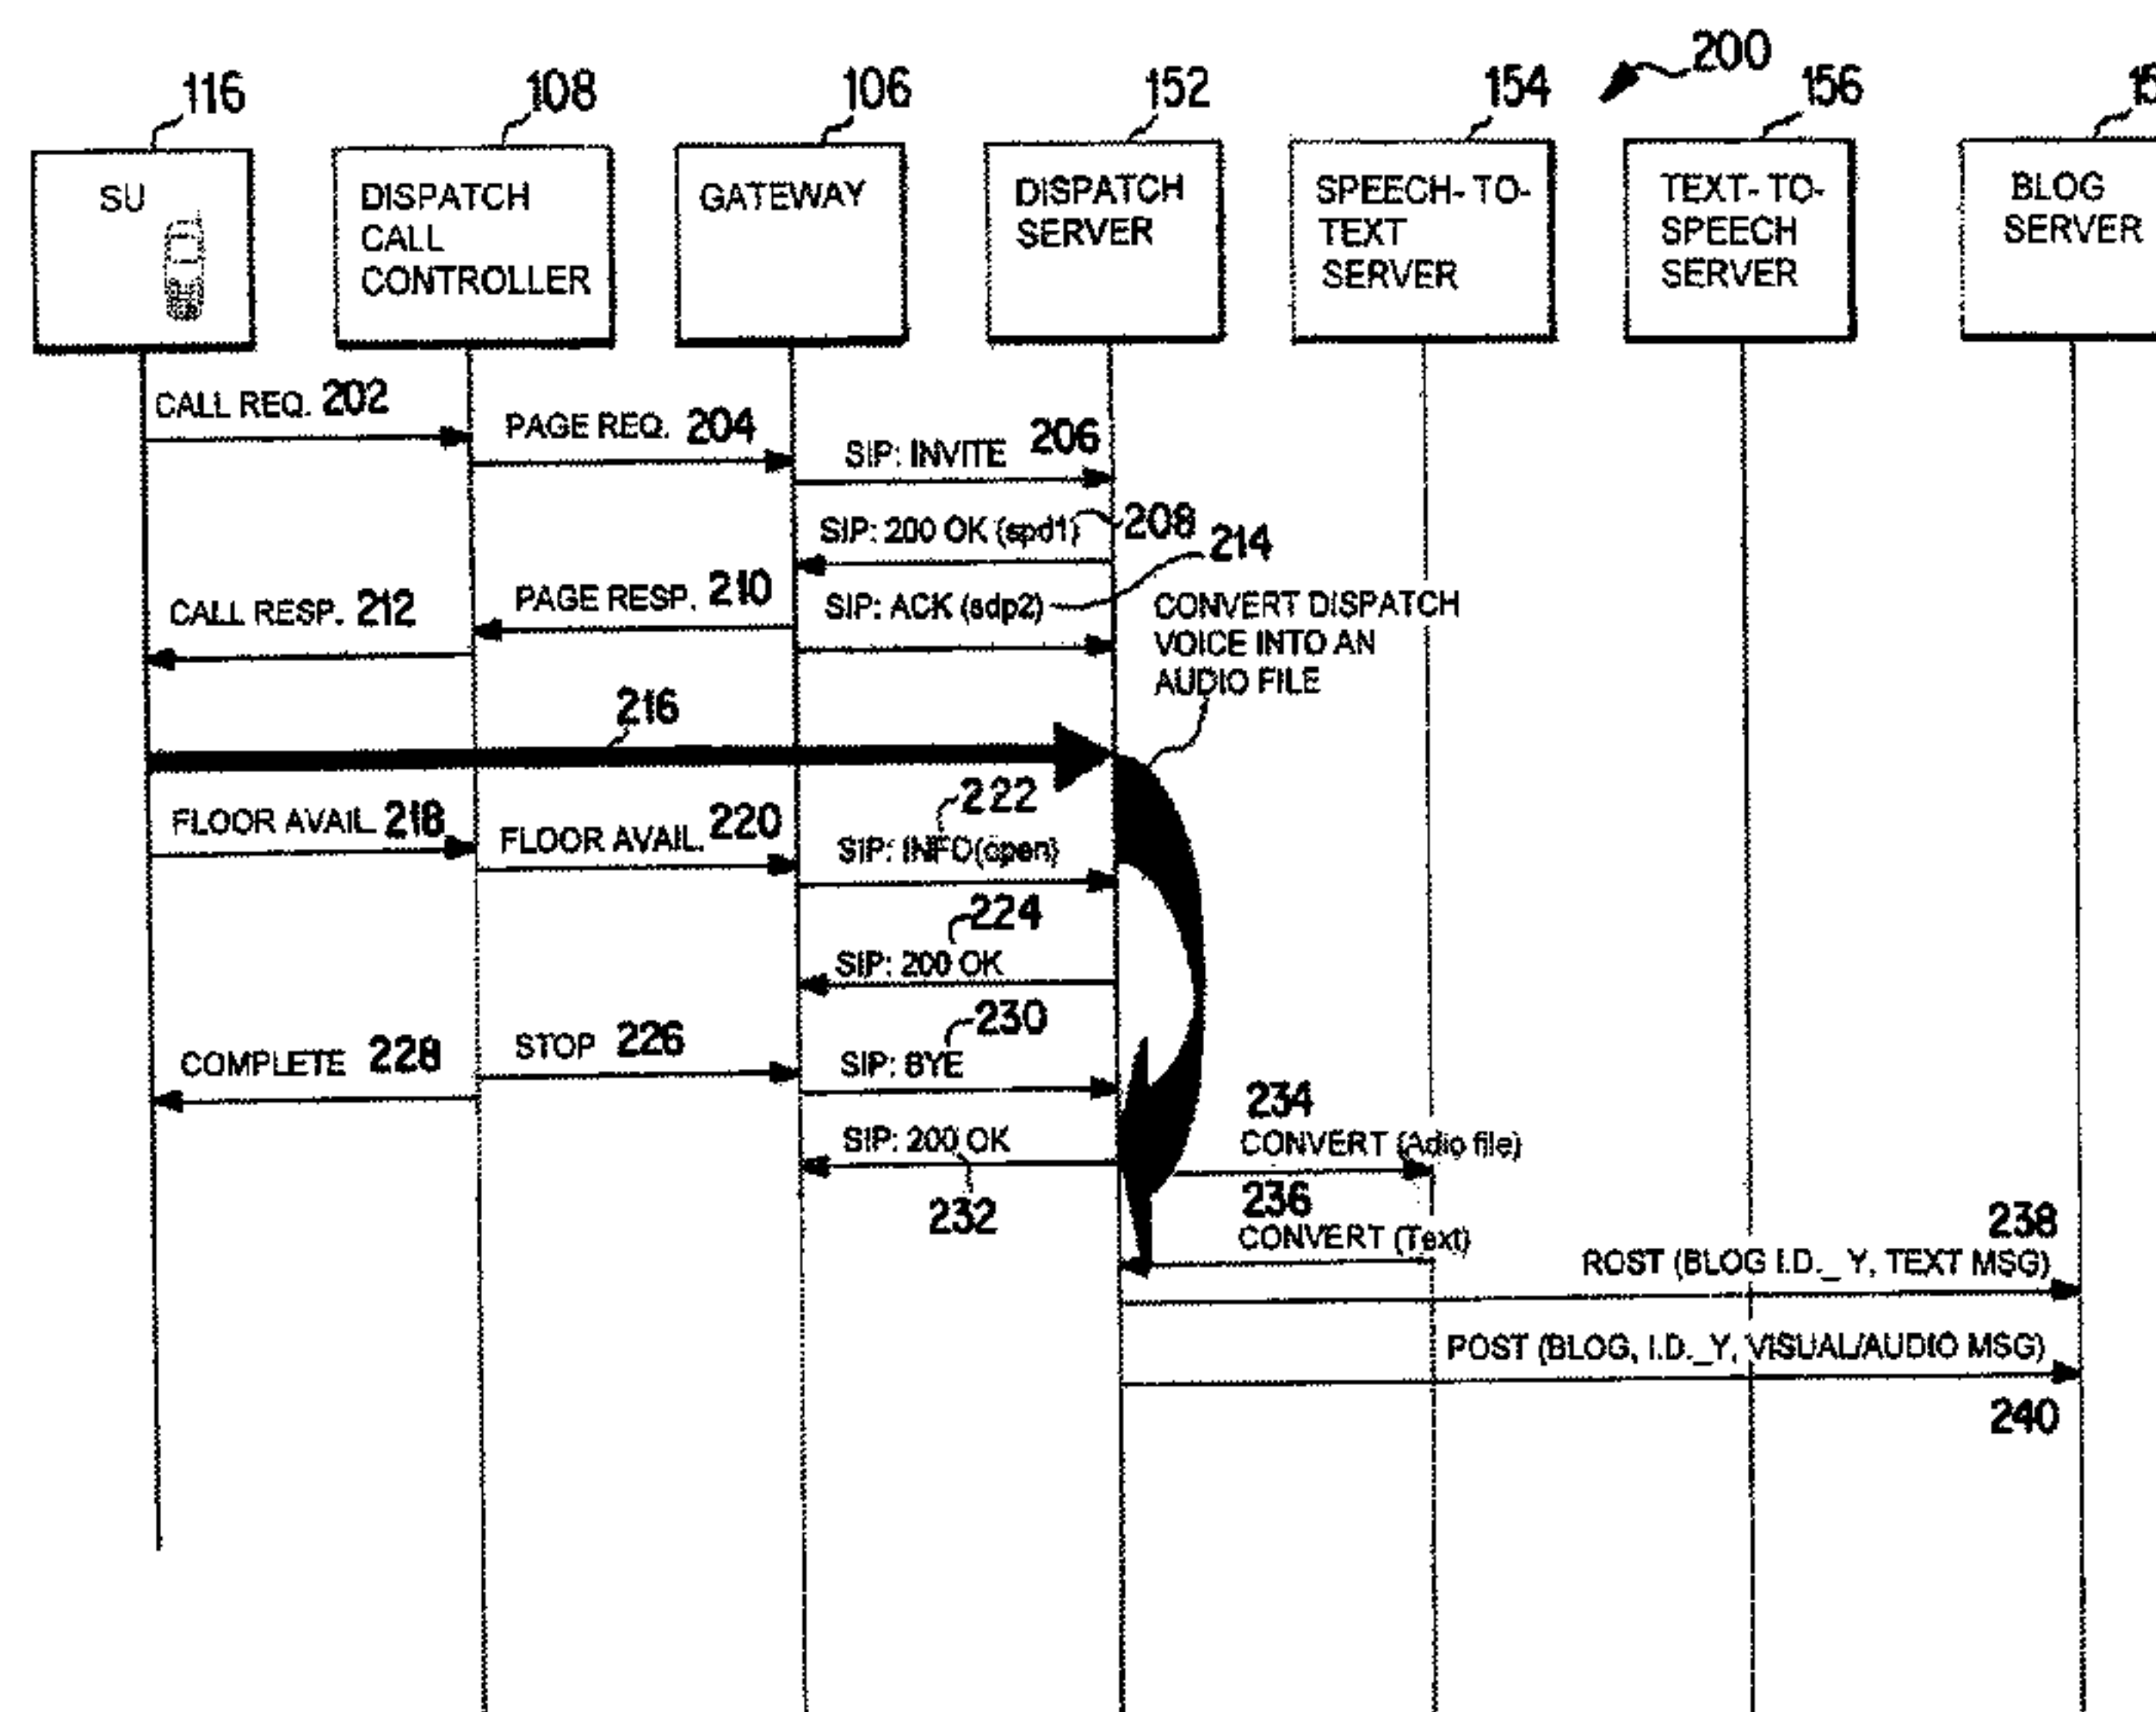 200
116
108
106
152
154
156
SU
DISPATCH
CALL
CONTROLLER
GATEWAY
DISPATCH
SERVER
SPEECH- TO-
TEXT
SERVER
TEXT- TO-
SPEECH
SERVER
BLOG
SERVER
CALL REQ. 202
PAGE REQ. 204
SIP: INVITE 206
SIP: 200 OK (spd1) 208
214
CALL RESP. 212
PAGE RESP. 210
SIP: ACK (sdp2)
CONVERT DISPATCH
VOICE INTO AN
AUDIO FILE
216
222
FLOOR AVAIL. 218
FLOOR AVAIL. 220
SIP: INFO(open)
224
SIP: 200 OK
230
COMPLETE 228
STOP 226
SIP: BYE
234
SIP: 200 OK
CONVERT (Adio file)
232
236
CONVERT (Text)
238
ROST (BLOG I.D._ Y, TEXT MSG)
POST (BLOG, I.D._Y, VISUAL/AUDIO MSG)
240